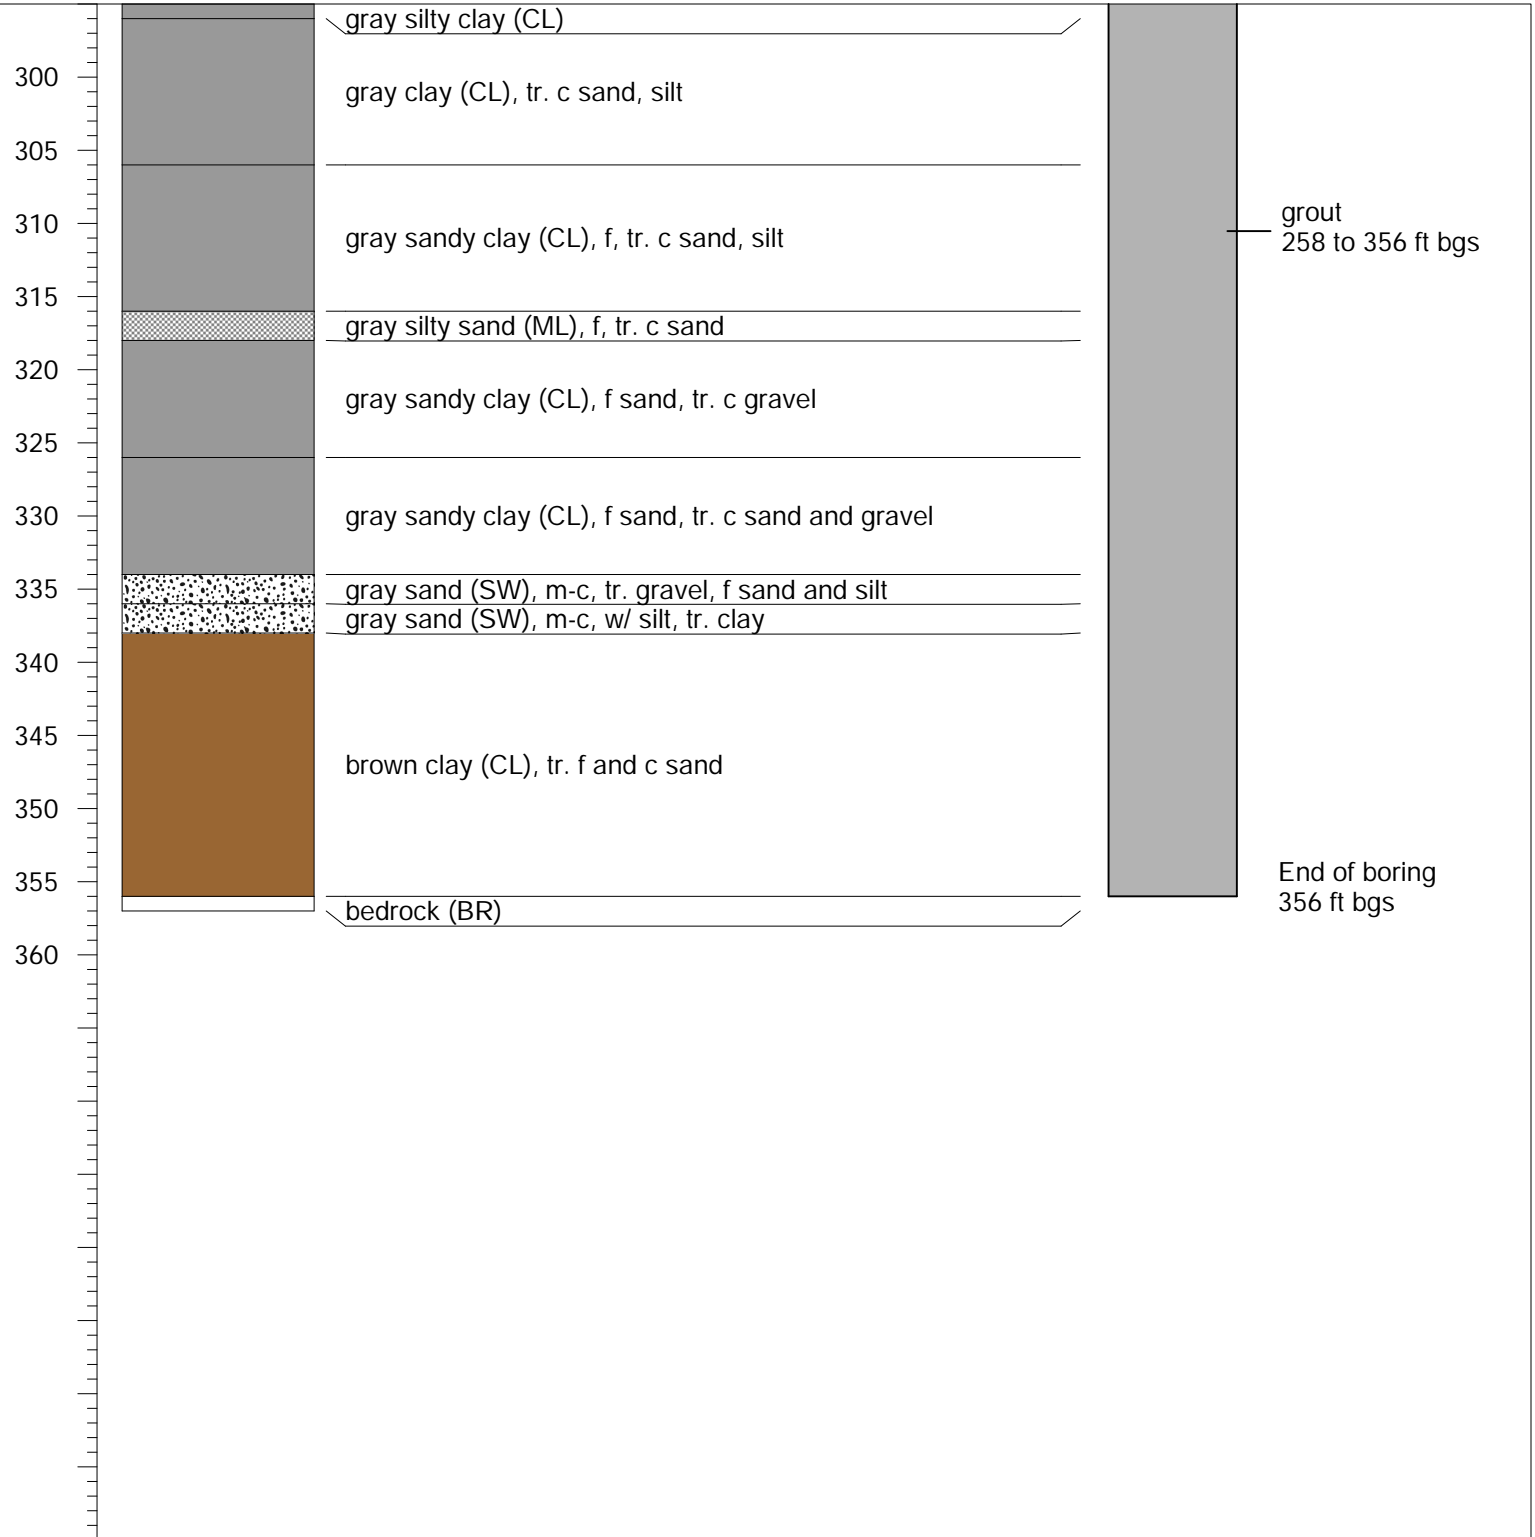 gray silty clay (CL)
300
gray clay (CL), tr. c sand, silt
305
310
gray sandy clay (CL), f, tr. c sand, silt
grout
258 to 356 ft bgs
315
gray silty sand (ML), f, tr. c sand
320
gray sandy clay (CL), f sand, tr. c gravel
325
330
gray sandy clay (CL), f sand, tr. c sand and gravel
335
gray sand (SW), m-c, tr. gravel, f sand and silt
gray sand (SW), m-c, w/ silt, tr. clay
340
345
brown clay (CL), tr. f and c sand
350
355
End of boring
356 ft bgs
bedrock (BR)
360